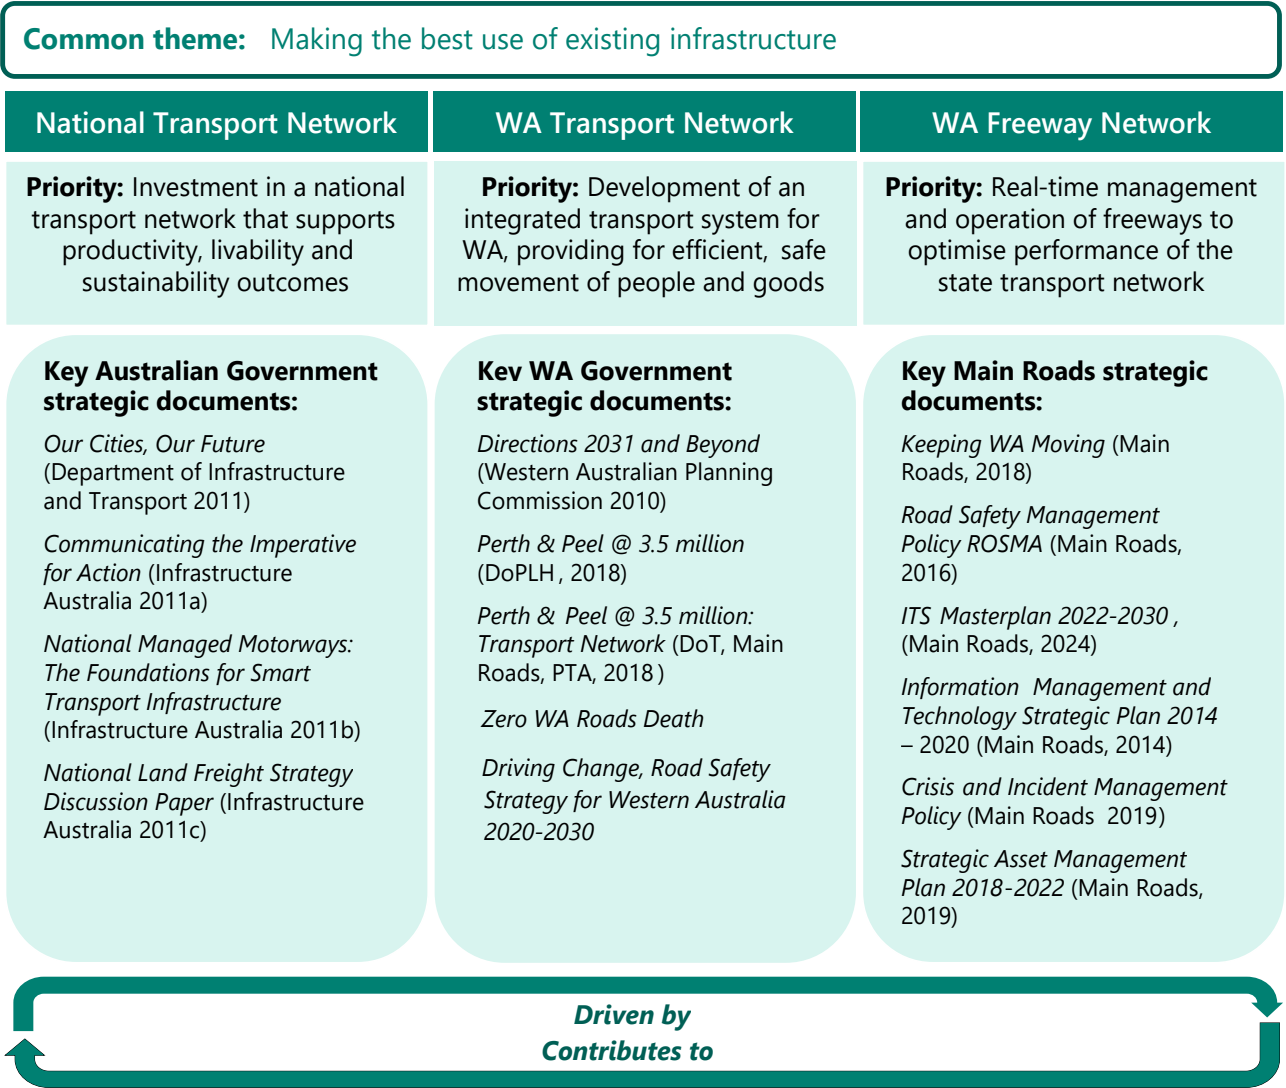 Common theme: Making the best use of existing infrastructure
National Transport Network
Priority: Investment in a national
transport network that supports
productivity, livability and
sustainability outcomes
Key Australian Government
strategic documents:
Our Cities, Our Future
(Department of Infrastructure
and Transport 2011)
Communicating the Imperative
for Action (Infrastructure
Australia 2011a)
National Managed Motorways:
The Foundations for Smart
Transport Infrastructure
(Infrastructure Australia 2011b)
National Land Freight Strategy
Discussion Paper (Infrastructure
Australia 2011c)
WA Transport Network
Priority: Development of an
integrated transport system for
WA, providing for efficient, safe
movement of people and goods
Key WA Government
strategic documents:
Directions 2031 and Beyond
(Western Australian Planning
Commission 2010)
Perth & Peel @ 3.5 million
(DoPLH, 2018)
Perth & Peel @ 3.5 million:
Transport Network (DoT, Main
Roads, PTA, 2018)
Zero WA Roads Death
Driving Change, Road Safety
Strategy for Western Australia
2020-2030
WA Freeway Network
Priority: Real-time management
and operation of freeways to
optimise performance of the
state transport network
Key Main Roads strategic
documents:
Keeping WA Moving (Main
Roads, 2018)
Road Safety Management
Policy ROSMA (Main Roads,
2016)
ITS Masterplan 2022-2030 ,
(Main Roads, 2024)
Information Management and
Technology Strategic Plan 2014
– 2020 (Main Roads, 2014)
Crisis and Incident Management
Policy (Main Roads 2019)
Strategic Asset Management
Plan 2018-2022 (Main Roads,
2019)
Driven by
Contributes to